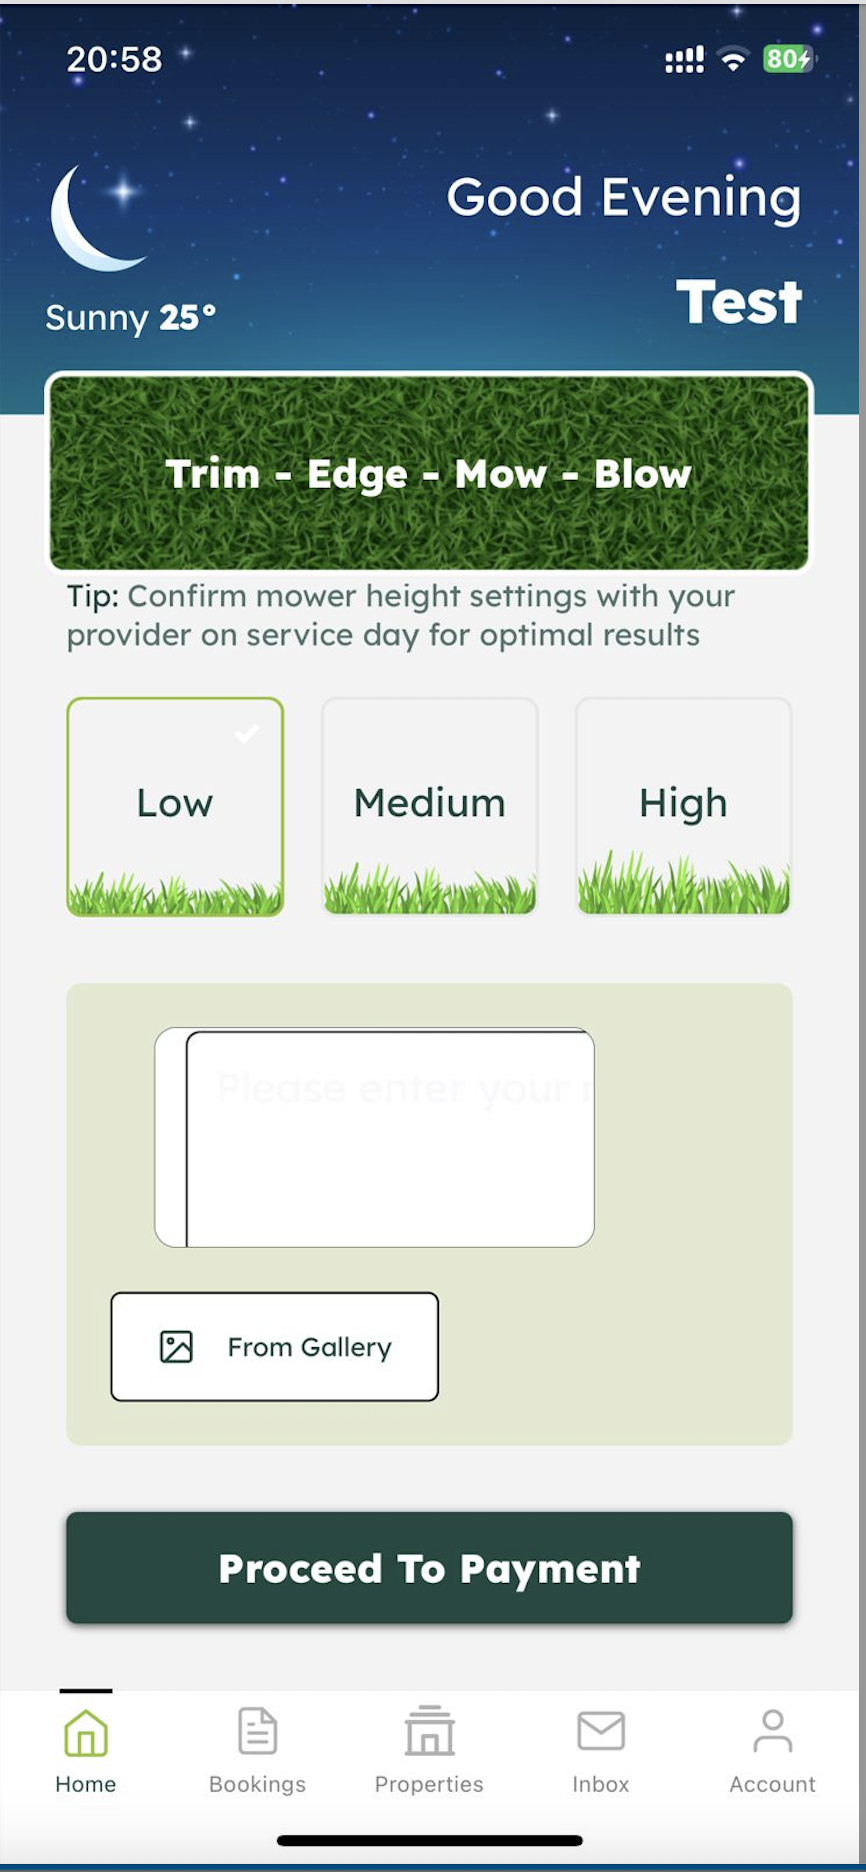 20:58
80
Good Evening
Test
Sunny 25°
Trim - Edge - Mow - Blow
Tip: Confirm mower height settings with your
provider on service day for optimal results
Low
Medium
High
Please enter your
From Gallery
Proceed To Payment
Home
Bookings
Properties
Inbox
Account